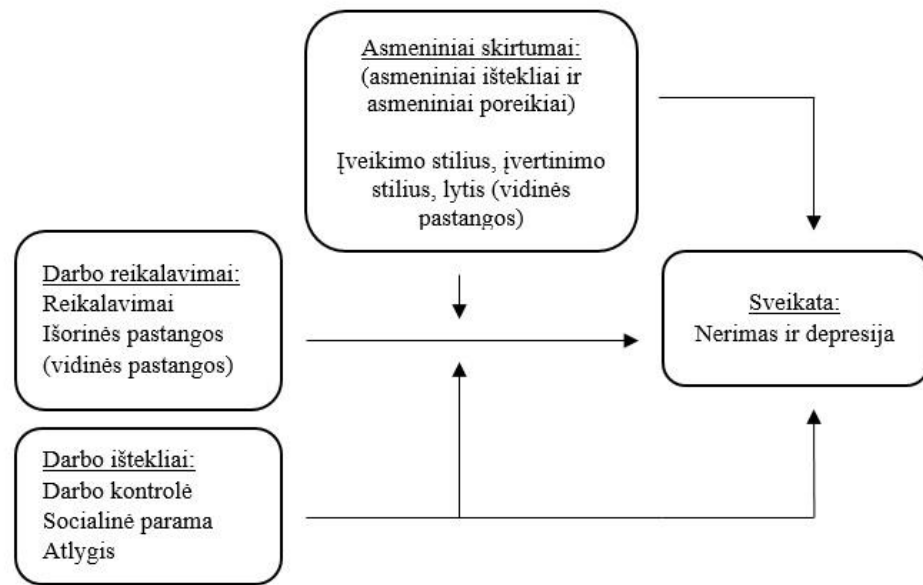 Asmeniniai skirtumai:
(asmeniniai ištekliai ir
asmeniniai poreikiai)
Įveikimo stilius, įvertinimo
stilius, lytis (vidinės
pastangos)
Darbo reikalavimai:
Reikalavimai
Išorinės pastangos
(vidinės pastangos)
Sveikata:
Nerimas ir depresija
Darbo ištekliai:
Darbo kontrolė
Socialinė parama
Atlygis